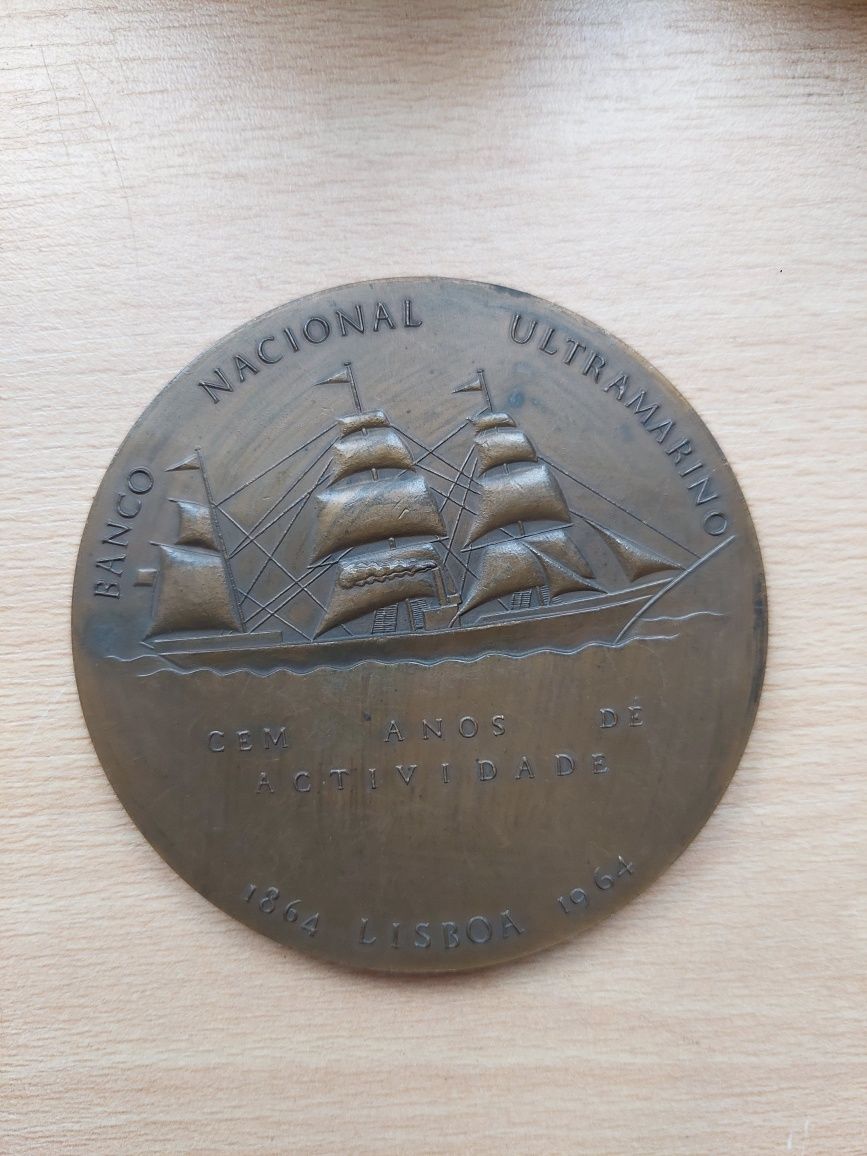 BANCO NACIONAL ULTRAMARINO
CEM ANOS DE
ACTIVIDADE
1864 LISBOA 1964